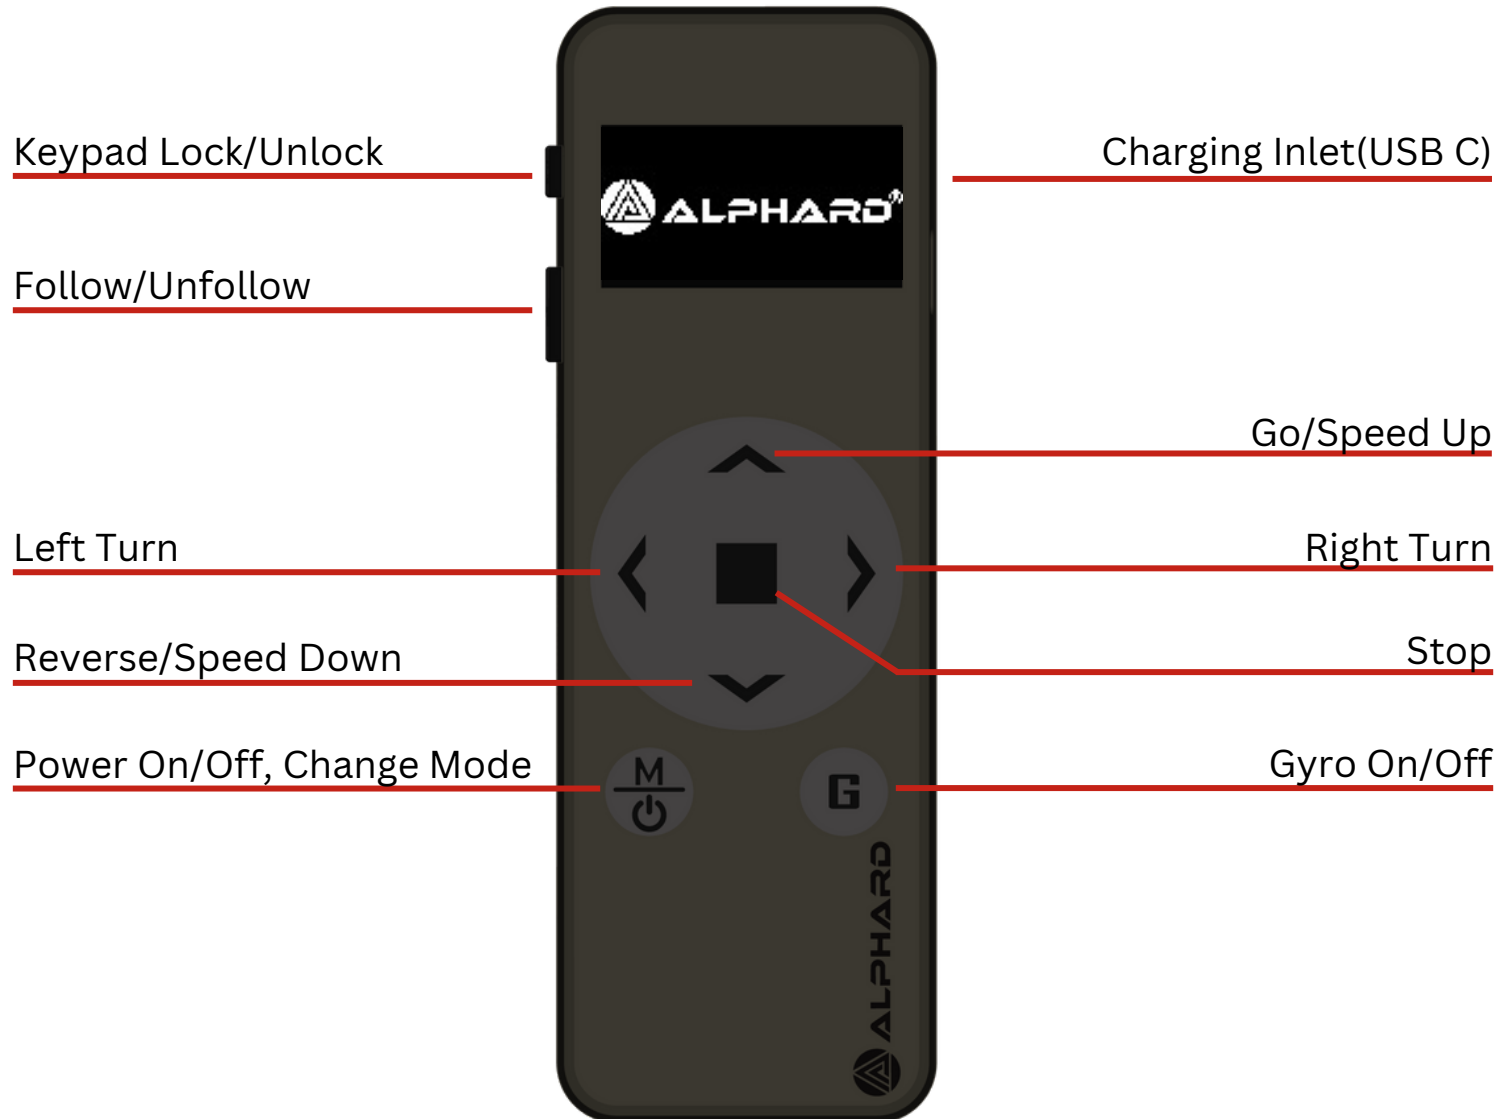 Keypad Lock/Unlock
Charging Inlet(USB C)
ALPHARD®
Follow/Unfollow
Go/Speed Up
Left Turn
Right Turn
Reverse/Speed Down
Stop
Power On/Off, Change Mode
M
G
Gyro On/Off
ALPHARD